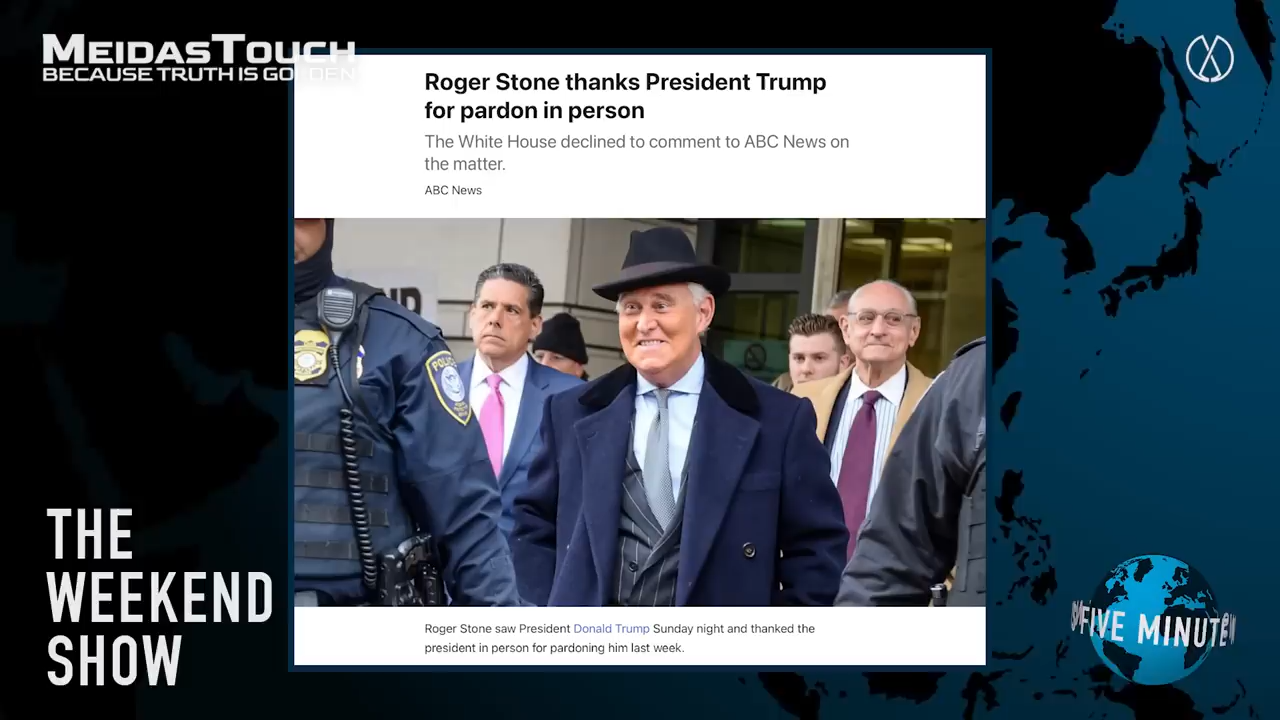 MEIDASTOUCH
BECAUSE TRUTH IS GOLDEN
Roger Stone thanks President Trump
for pardon in person
The White House declined to comment to ABC News on
the matter.
ABC News
POLICE
Roger Stone saw President Donald Trump Sunday night and thanked the
president in person for pardoning him last week.
THE
WEEKEND
SHOW
FIVE MINUTE